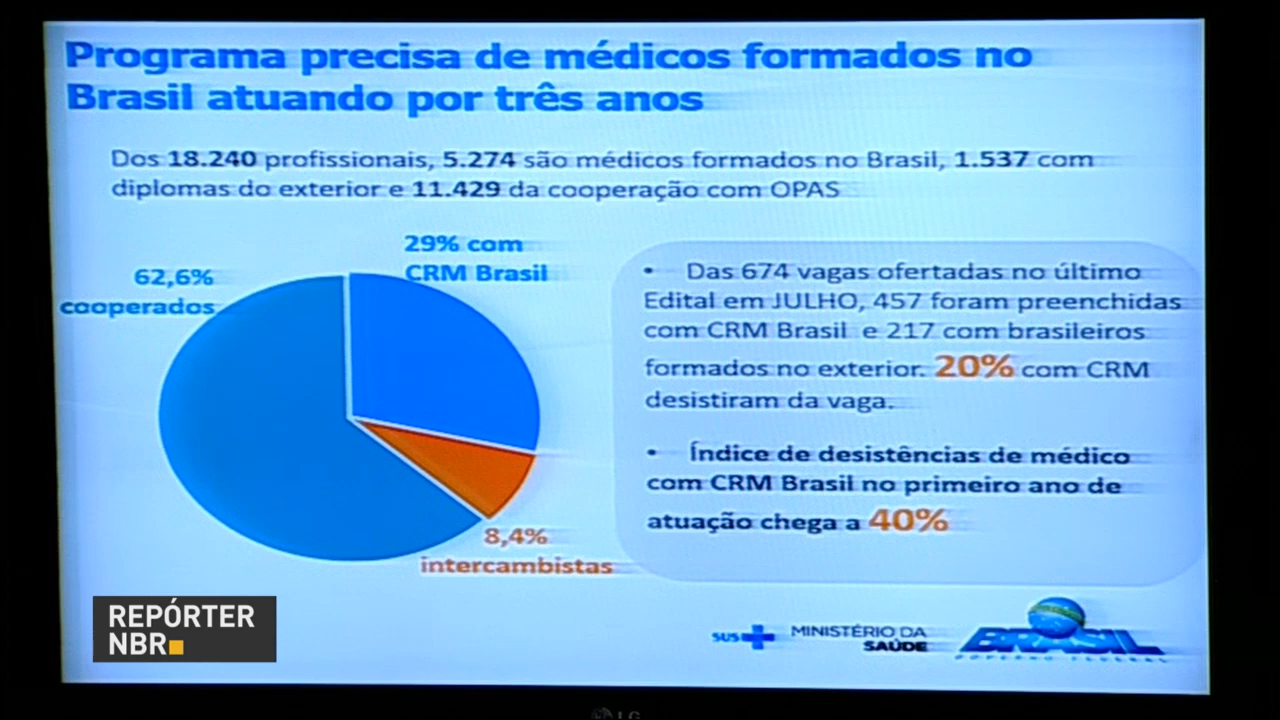 Programa precisa de médicos formados no
Brasil atuando por três anos
Dos 18.240 profissionais, 5.274 são médicos formados no Brasil, 1.537 com
diplomas do exterior e 11.429 da cooperação com OPAS
29% com
CRM Brasil
62,6%
cooperados
8,4%
intercambistas
• Das 674 vagas ofertadas no último
Edital em JULHO, 457 foram preenchidas
com CRM Brasil e 217 com brasileiros
formados no exterior. 20% com CRM
desistiram da vaga.
• Índice de desistências de médico
com CRM Brasil no primeiro ano de
atuação chega a 40%
REPÓRTER
NBR
SUS
MINISTÉRIO DA
SAÚDE
BRASIL
GOVERNO FEDERAL
LG